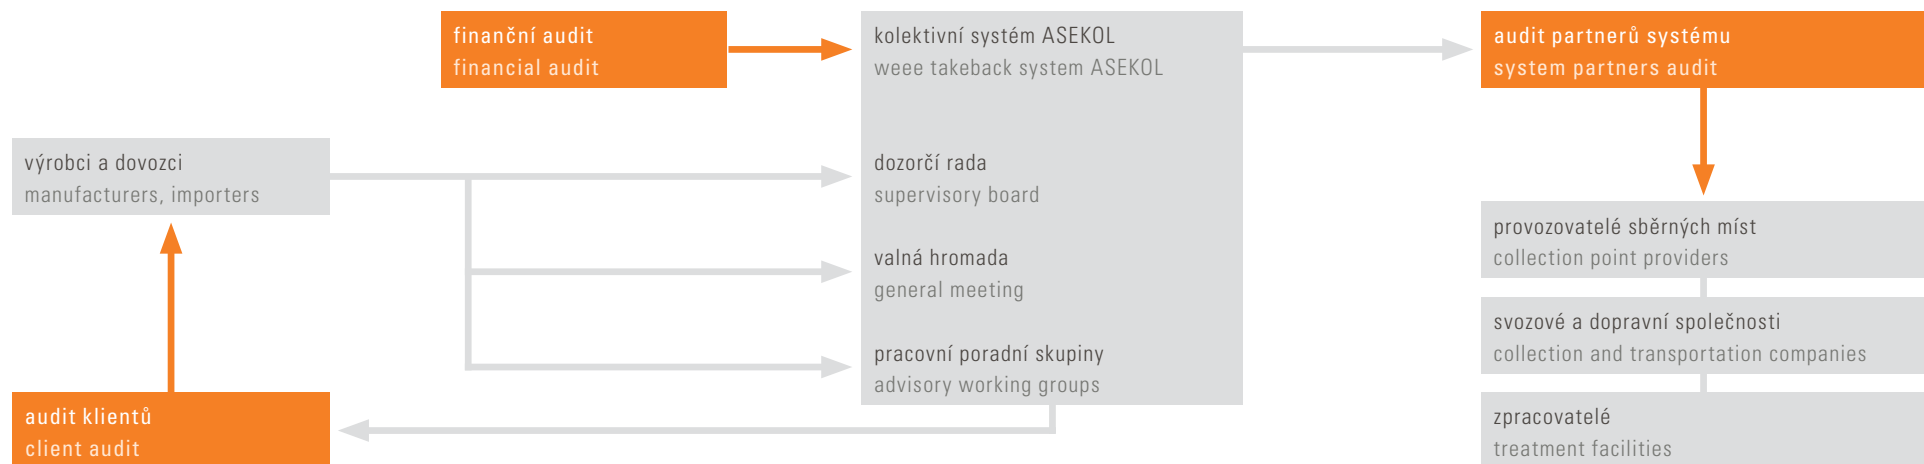 finanční audit
financial audit
kolektivní systém ASEKOL
weee takeback system ASEKOL
audit partnerů systému
system partners audit
výrobci a dovozci
manufacturers, importers
dozorčí rada
supervisory board
valná hromada
general meeting
pracovní poradní skupiny
advisory working groups
provozovatelé sběrných míst
collection point providers
svozové a dopravní společnosti
collection and transportation companies
audit klientů
client audit
zpracovatelé
treatment facilities